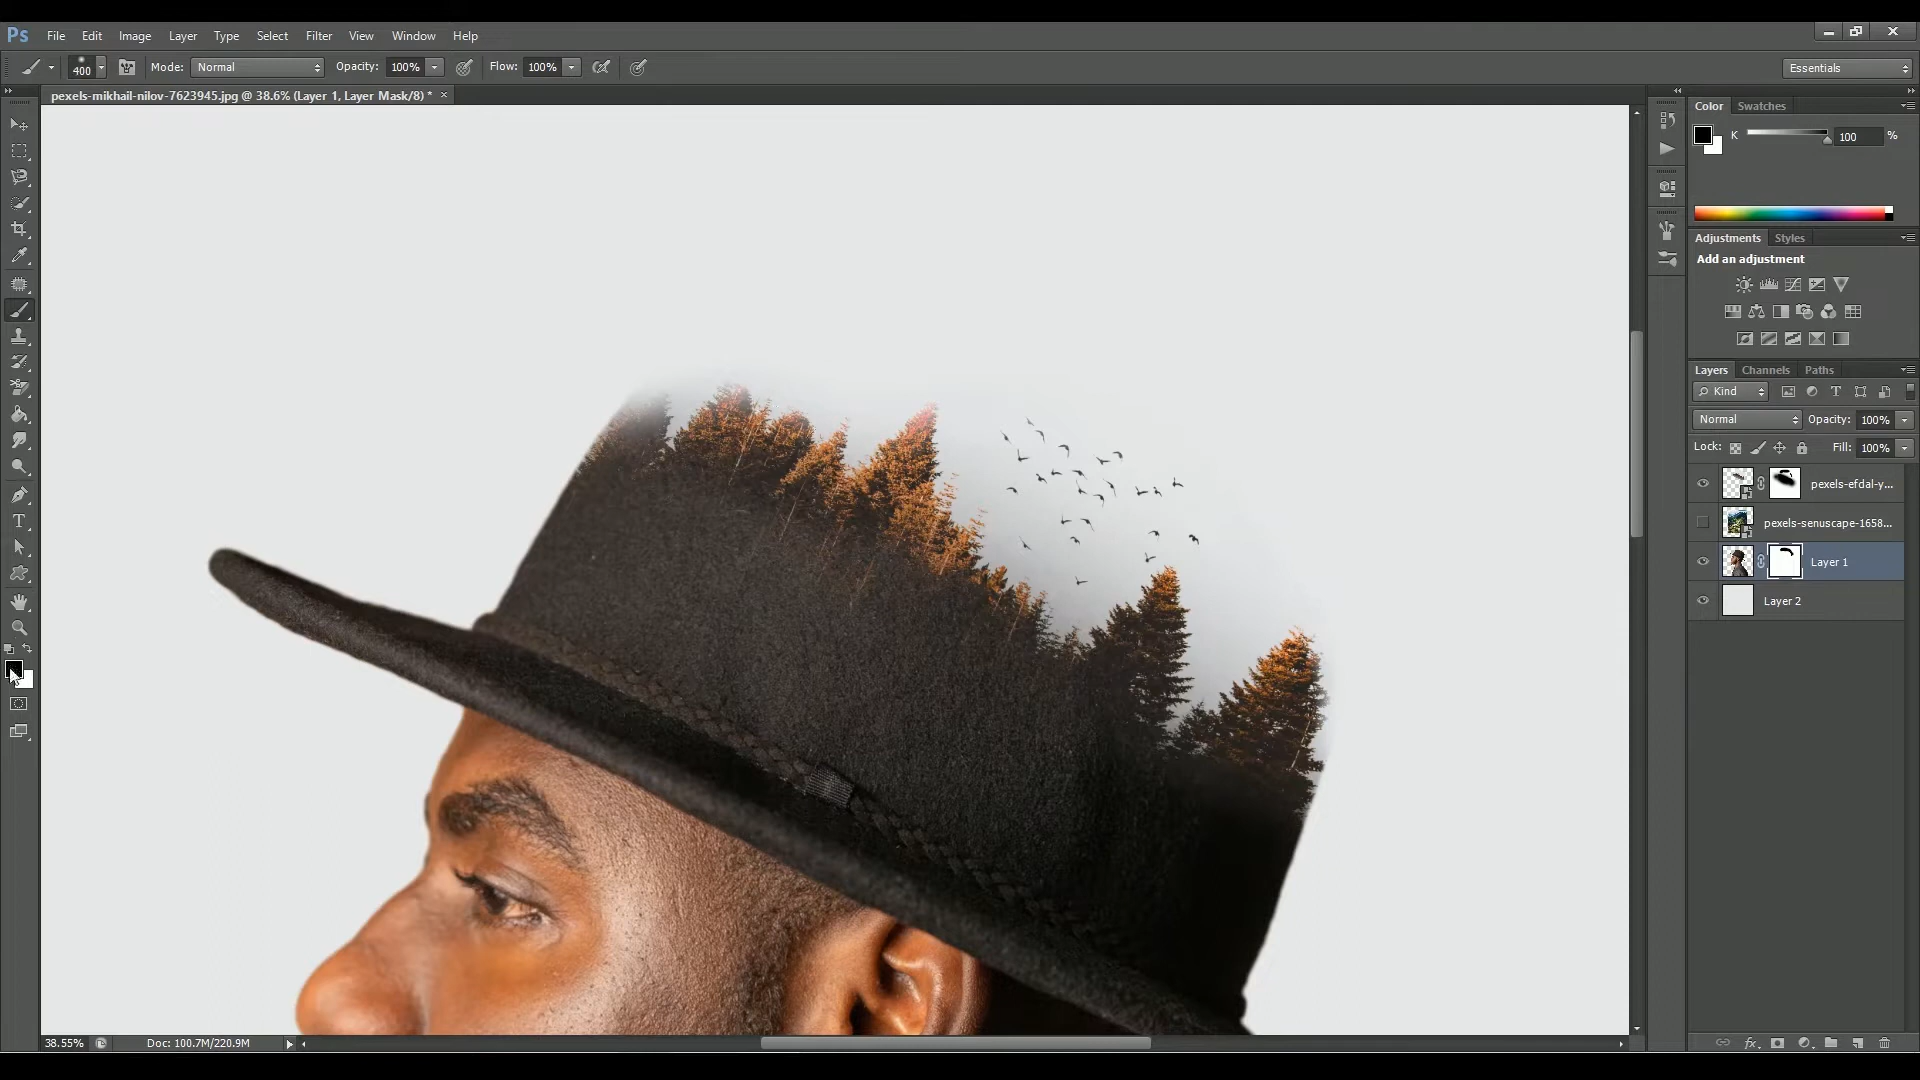 Ps File Edit Image Layer Type Select Filter View Window Help
400 Mode: Normal Opacity: 100% Flow: 100% Essentials
pexels-mikhail-nilov-7623945.jpg @ 38.6% (Layer 1, Layer Mask/8) * ×
Color Swatches
K 100 %
Adjustments Styles
Add an adjustment
Layers Channels Paths
Kind
Normal Opacity: 100%
Lock: Fill: 100%
pexels-efdal-y...
pexels-senuscape-1658...
Layer 1
Layer 2
38.55% Doc: 100.7M/220.9M